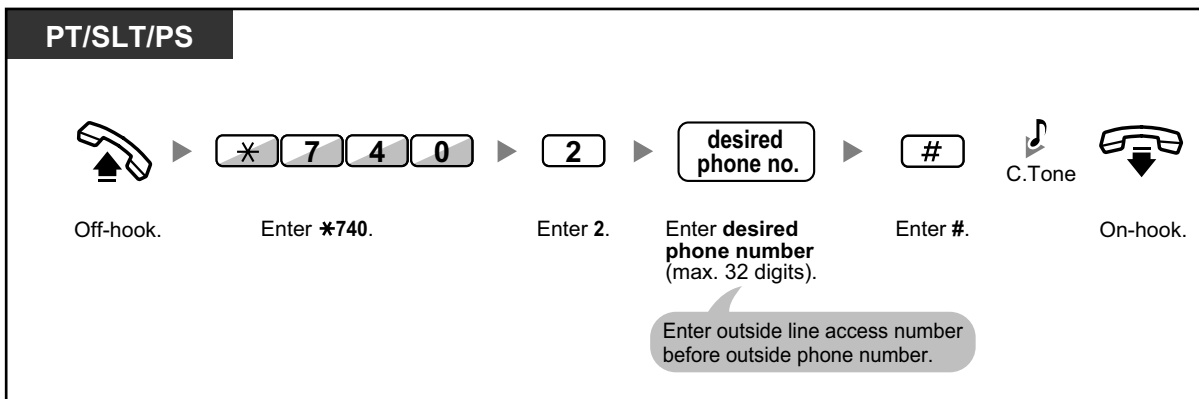 PT/SLT/PS
* 7 4 0
2
desired
phone no.
#
C.Tone
Off-hook.
Enter *740.
Enter 2.
Enter desired
phone number
(max. 32 digits).
Enter #.
On-hook.
Enter outside line access number
before outside phone number.